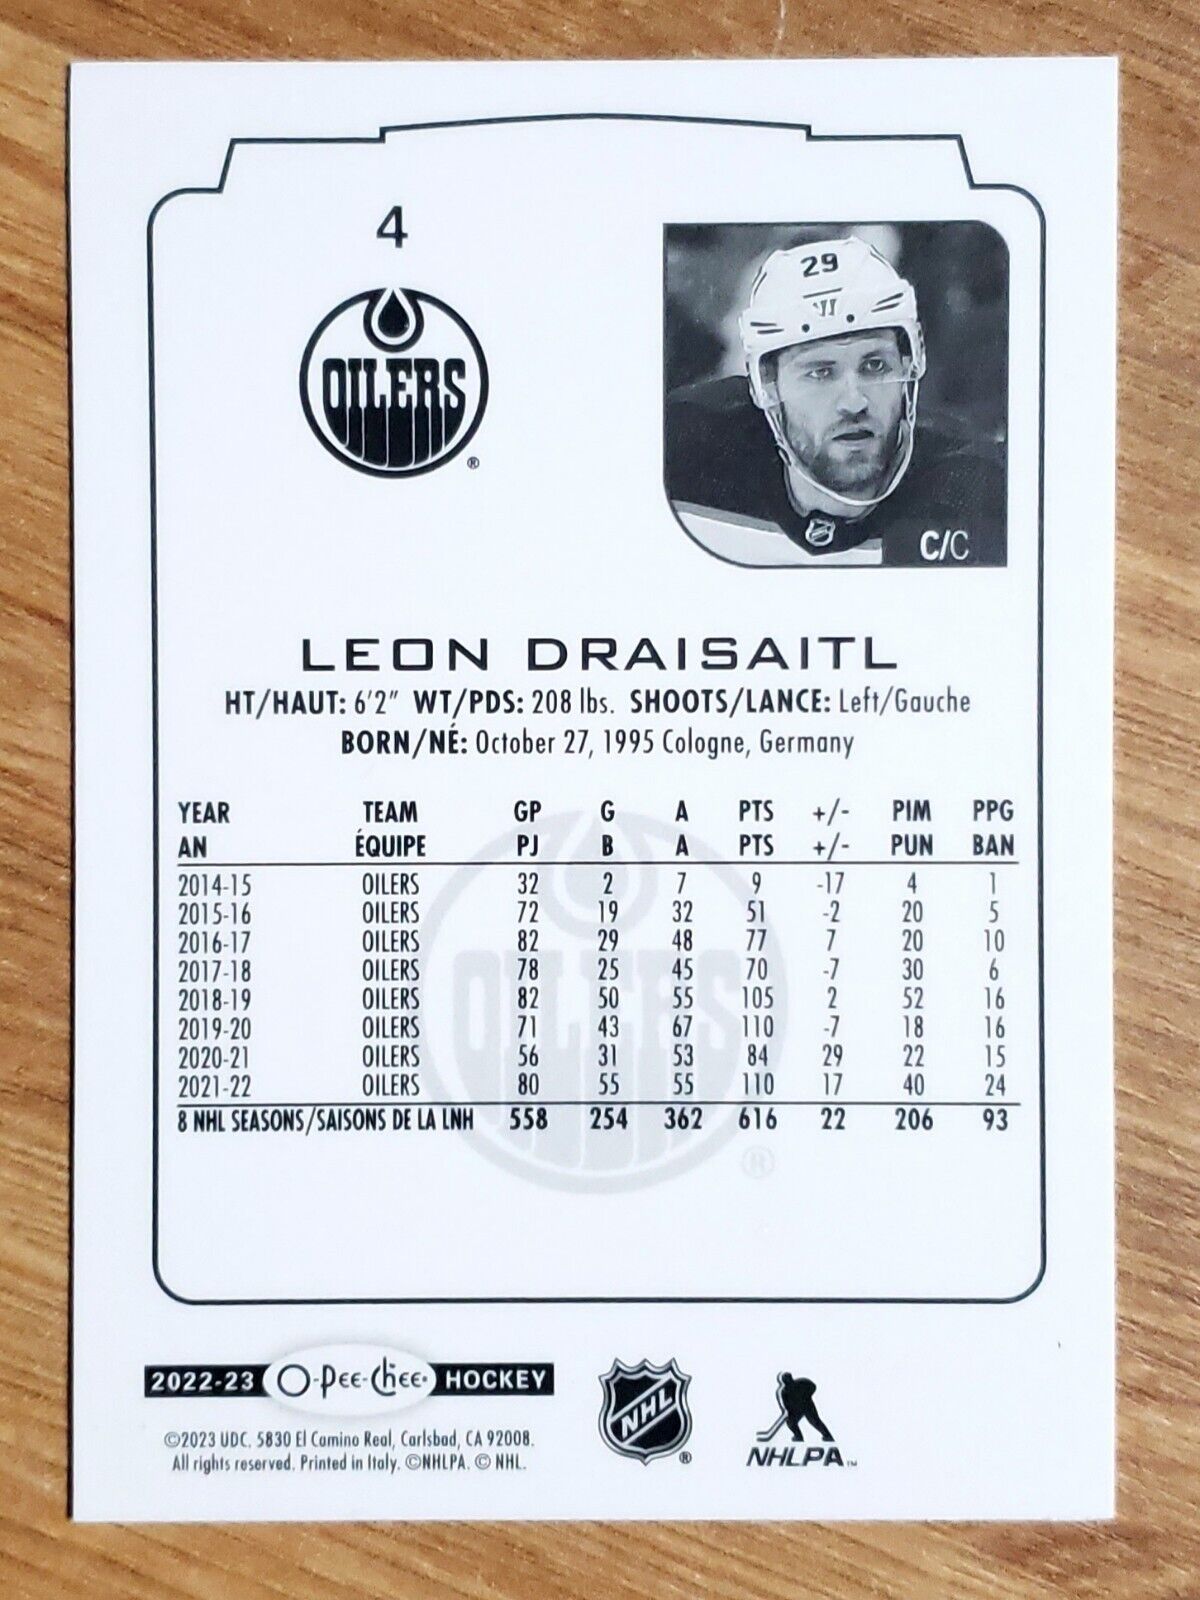 4
OILERS
®
29
C/C
LEON DRAISAITL
HT/HAUT: 6'2" WT/PDS: 208 lbs. SHOOTS/LANCE: Left/Gauche
BORN/NÉ: October 27, 1995 Cologne, Germany
YEAR TEAM GP G A PTS +/- PIM PPG
AN ÉQUIPE PJ B A PTS +/- PUN BAN
2014-15 OILERS 32 2 7 9 -17 4 1
2015-16 OILERS 72 19 32 51 -2 20 5
2016-17 OILERS 82 29 48 77 7 20 10
2017-18 OILERS 78 25 45 70 -7 30 6
2018-19 OILERS 82 50 55 105 2 52 16
2019-20 OILERS 71 43 67 110 -7 18 16
2020-21 OILERS 56 31 53 84 29 22 15
2021-22 OILERS 80 55 55 110 17 40 24
8 NHL SEASONS/SAISONS DE LA LNH 558 254 362 616 22 206 93
OILERS
®
2022-23 O-Pee-Chee HOCKEY
©2023 UDC. 5830 El Camino Real, Carlsbad, CA 92008.
All rights reserved. Printed in Italy. ©NHLPA. © NHL.
NHL
®
NHLPA™